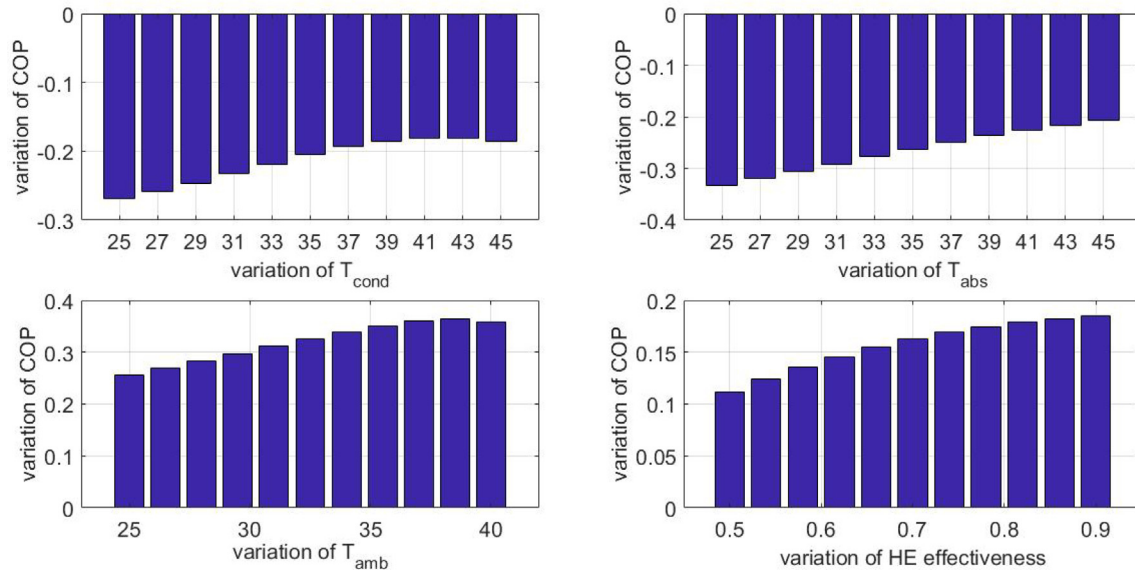 0
-0.1
-0.2
-0.3
variation of COP
25 27 29 31 33 35 37 39 41 43 45
variation of T_cond
0
-0.1
-0.2
-0.3
-0.4
variation of COP
25 27 29 31 33 35 37 39 41 43 45
variation of T_abs
0.4
0.3
0.2
0.1
0
variation of COP
25 30 35 40
variation of T_amb
0.2
0.15
0.1
0.05
0
variation of COP
0.5 0.6 0.7 0.8 0.9
variation of HE effectiveness